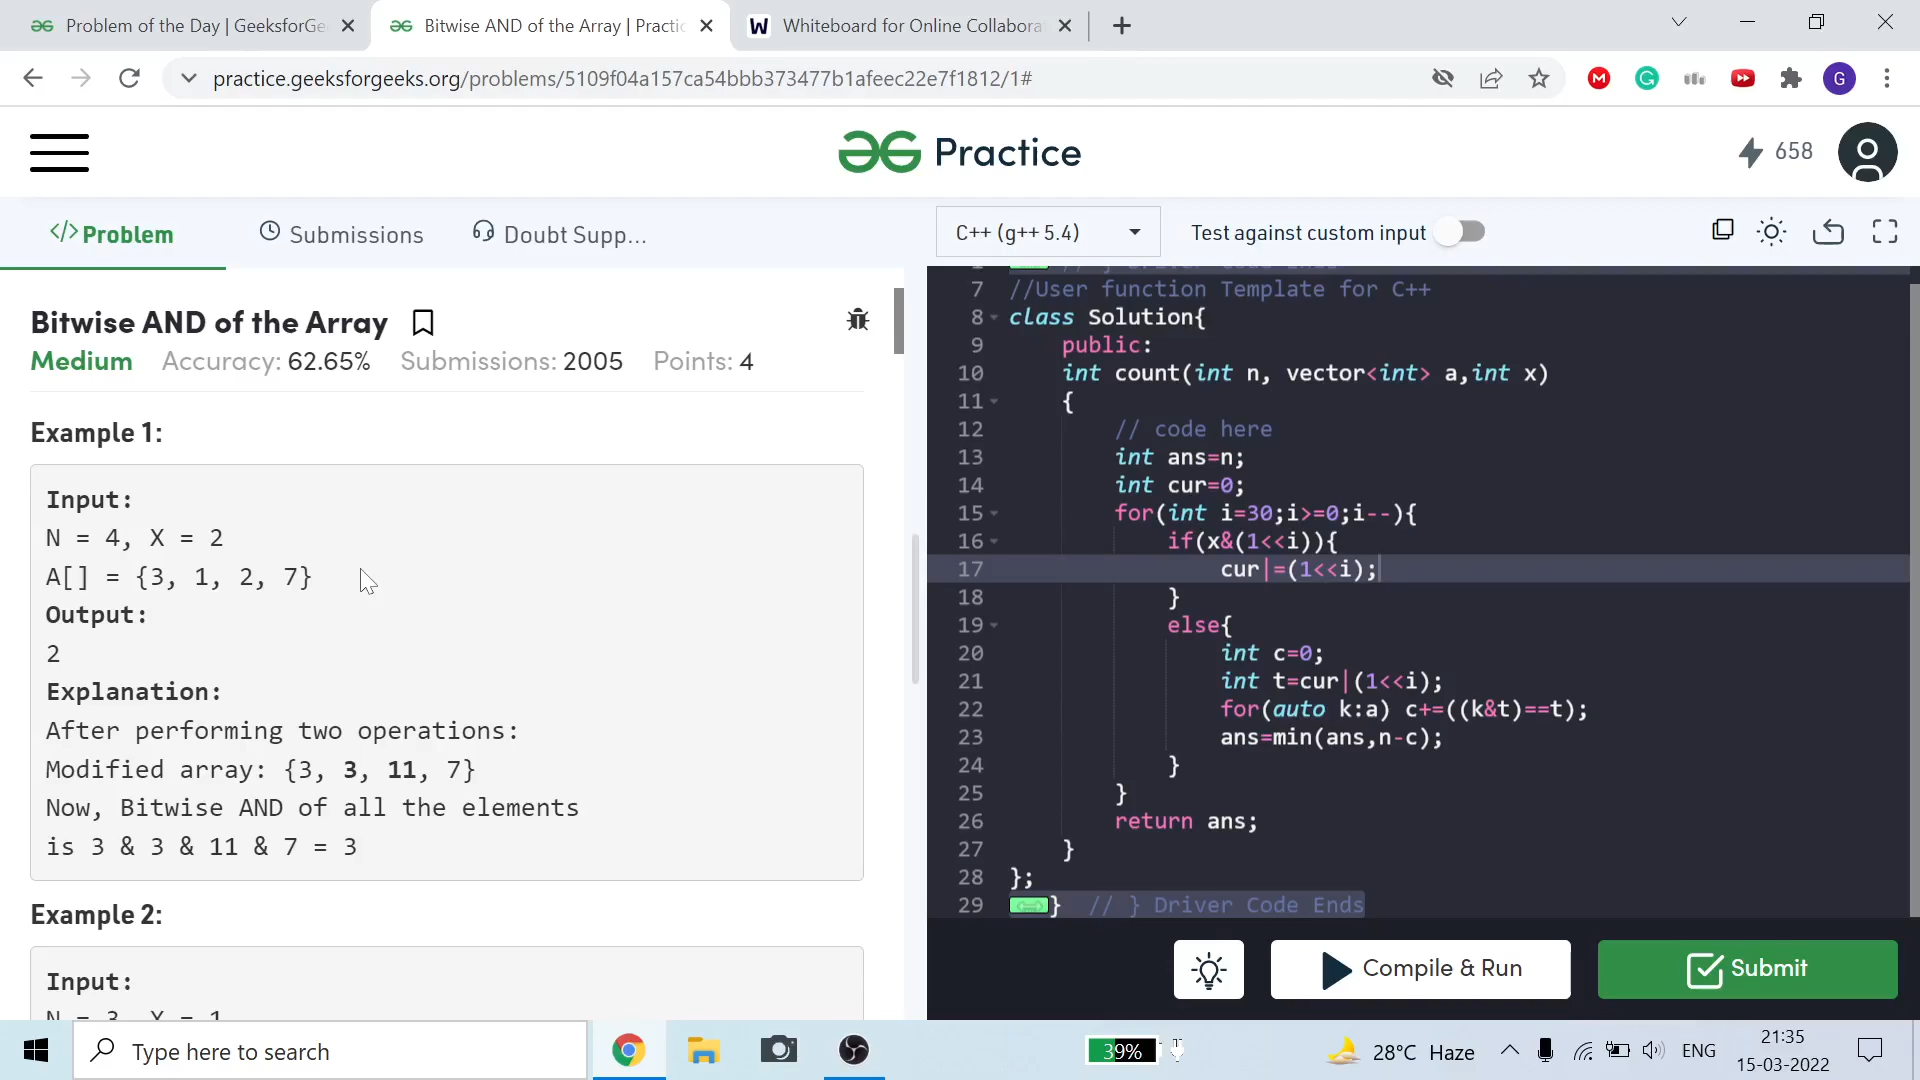 Problem of the Day | GeeksforGe
Bitwise AND of the Array | Practic
W Whiteboard for Online Collabora
practice.geeksforgeeks.org/problems/5109f04a157ca54bbb373477b1afeec22e7f1812/1#
M
G
G
Practice
658
</> Problem
Submissions
Doubt Supp...
C++ (g++ 5.4)
Test against custom input
Bitwise AND of the Array
Medium Accuracy: 62.65% Submissions: 2005 Points: 4
Example 1:
Input:
N = 4, X = 2
A[] = {3, 1, 2, 7}
Output:
2
Explanation:
After performing two operations:
Modified array: {3, 3, 11, 7}
Now, Bitwise AND of all the elements
is 3 & 3 & 11 & 7 = 3
Example 2:
Input:
N = 3, X = 1
// } Driver Code Ends
7 //User function Template for C++
8 class Solution{
9 public:
10 int count(int n, vector<int> a,int x)
11 {
12 // code here
13 int ans=n;
14 int cur=0;
15 for(int i=30;i>=0;i--){
16 if(x&(1<<i)){
17 cur|=(1<<i);
18 }
19 else{
20 int c=0;
21 int t=cur|(1<<i);
22 for(auto k:a) c+=((k&t)==t);
23 ans=min(ans,n-c);
24 }
25 }
26 return ans;
27 }
28 };
29 } // } Driver Code Ends
Compile & Run
Submit
Type here to search
39%
28°C Haze
ENG
21:35
15-03-2022